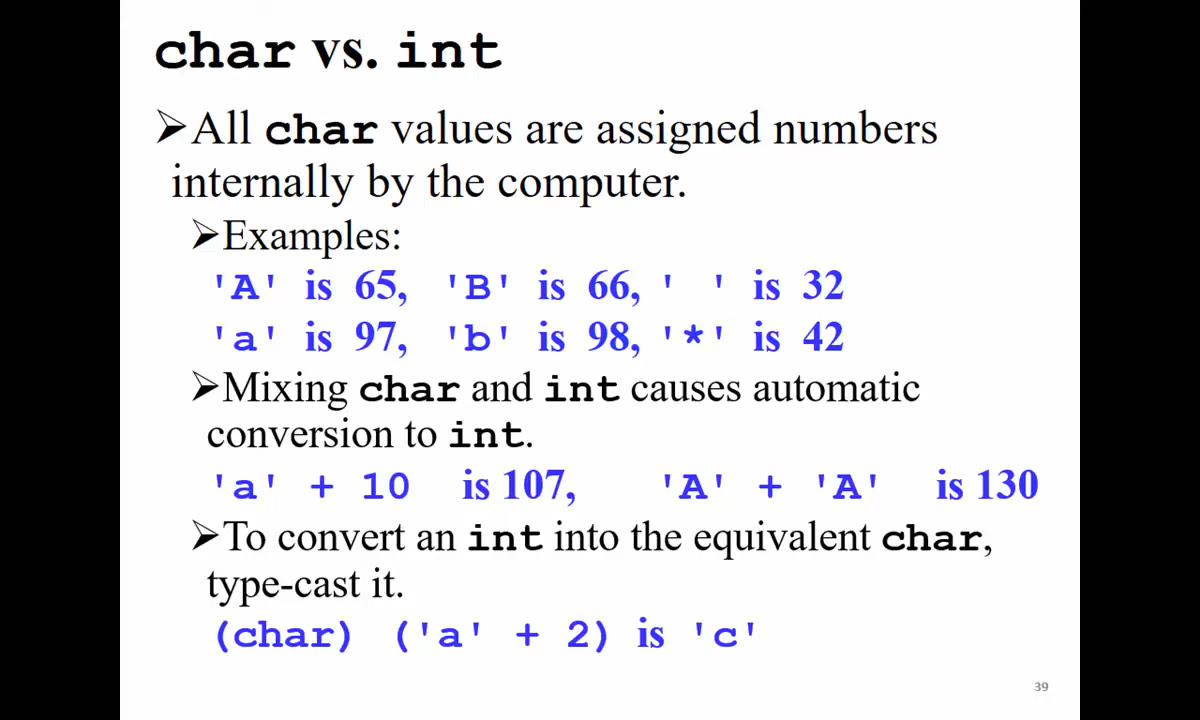 char vs. int
➢All char values are assigned numbers
internally by the computer.
➢Examples:
'A' is 65, 'B' is 66, ' ' is 32
'a' is 97, 'b' is 98, '*' is 42
➢Mixing char and int causes automatic
conversion to int.
'a' + 10 is 107, 'A' + 'A' is 130
➢To convert an int into the equivalent char,
type-cast it.
(char) ('a' + 2) is 'c'
39